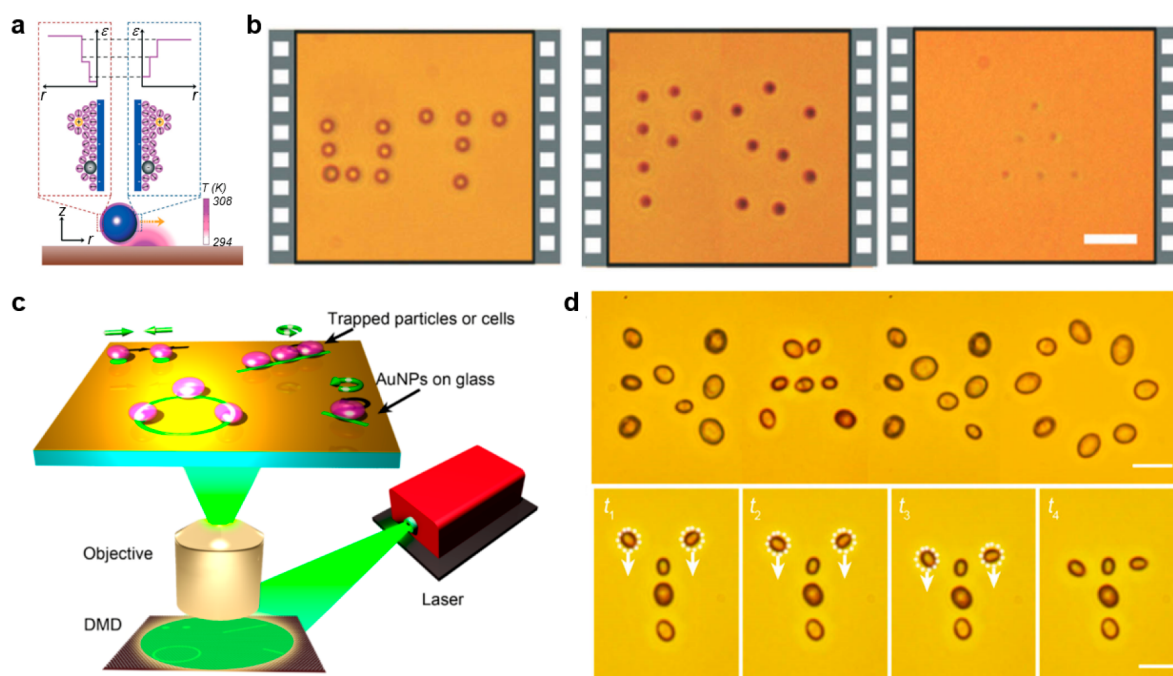 a
ε
ε
r
r
T (K)
308
294
z
r
b
c
Trapped particles or cells
AuNPs on glass
Objective
DMD
Laser
d
t1
t2
t3
t4